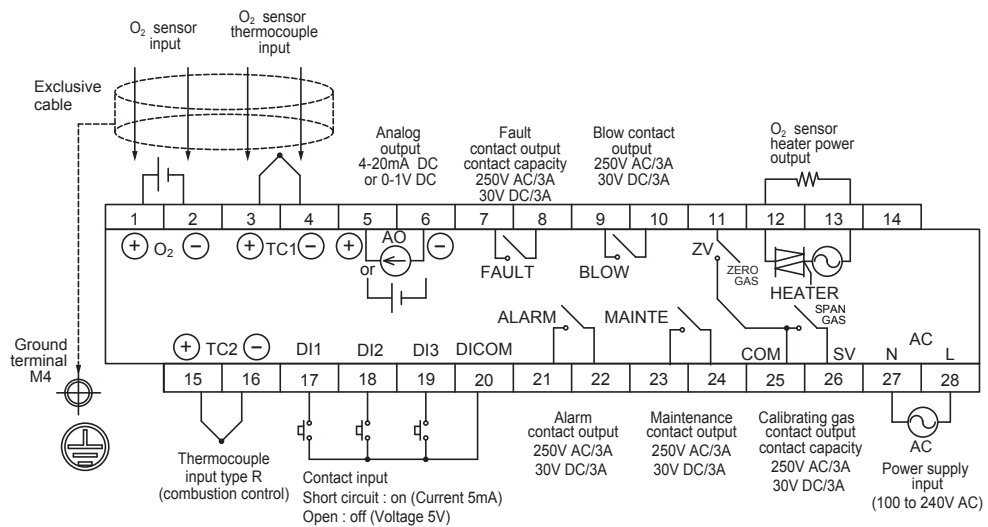 O2 sensor
input
O2 sensor
thermocouple
input
Exclusive
cable
Analog
output
4-20mA DC
or 0-1V DC
Fault
contact output
contact capacity
250V AC/3A
30V DC/3A
Blow contact
output
250V AC/3A
30V DC/3A
O2 sensor
heater power
output
1 2 3 4 5 6 7 8 9 10 11 12 13 14
+ O2 − + TC1 − + AO −
or
FAULT
BLOW
ZV
ZERO
GAS
HEATER
SPAN
GAS
ALARM
MAINTE
+ TC2 − DI1 DI2 DI3 DICOM
COM SV N AC L
15 16 17 18 19 20 21 22 23 24 25 26 27 28
Ground
terminal
M4
Thermocouple
input type R
(combustion control)
Contact input
Short circuit : on (Current 5mA)
Open : off (Voltage 5V)
Alarm
contact output
250V AC/3A
30V DC/3A
Maintenance
contact output
250V AC/3A
30V DC/3A
Calibrating gas
contact output
contact capacity
250V AC/3A
30V DC/3A
AC
Power supply
input
(100 to 240V AC)